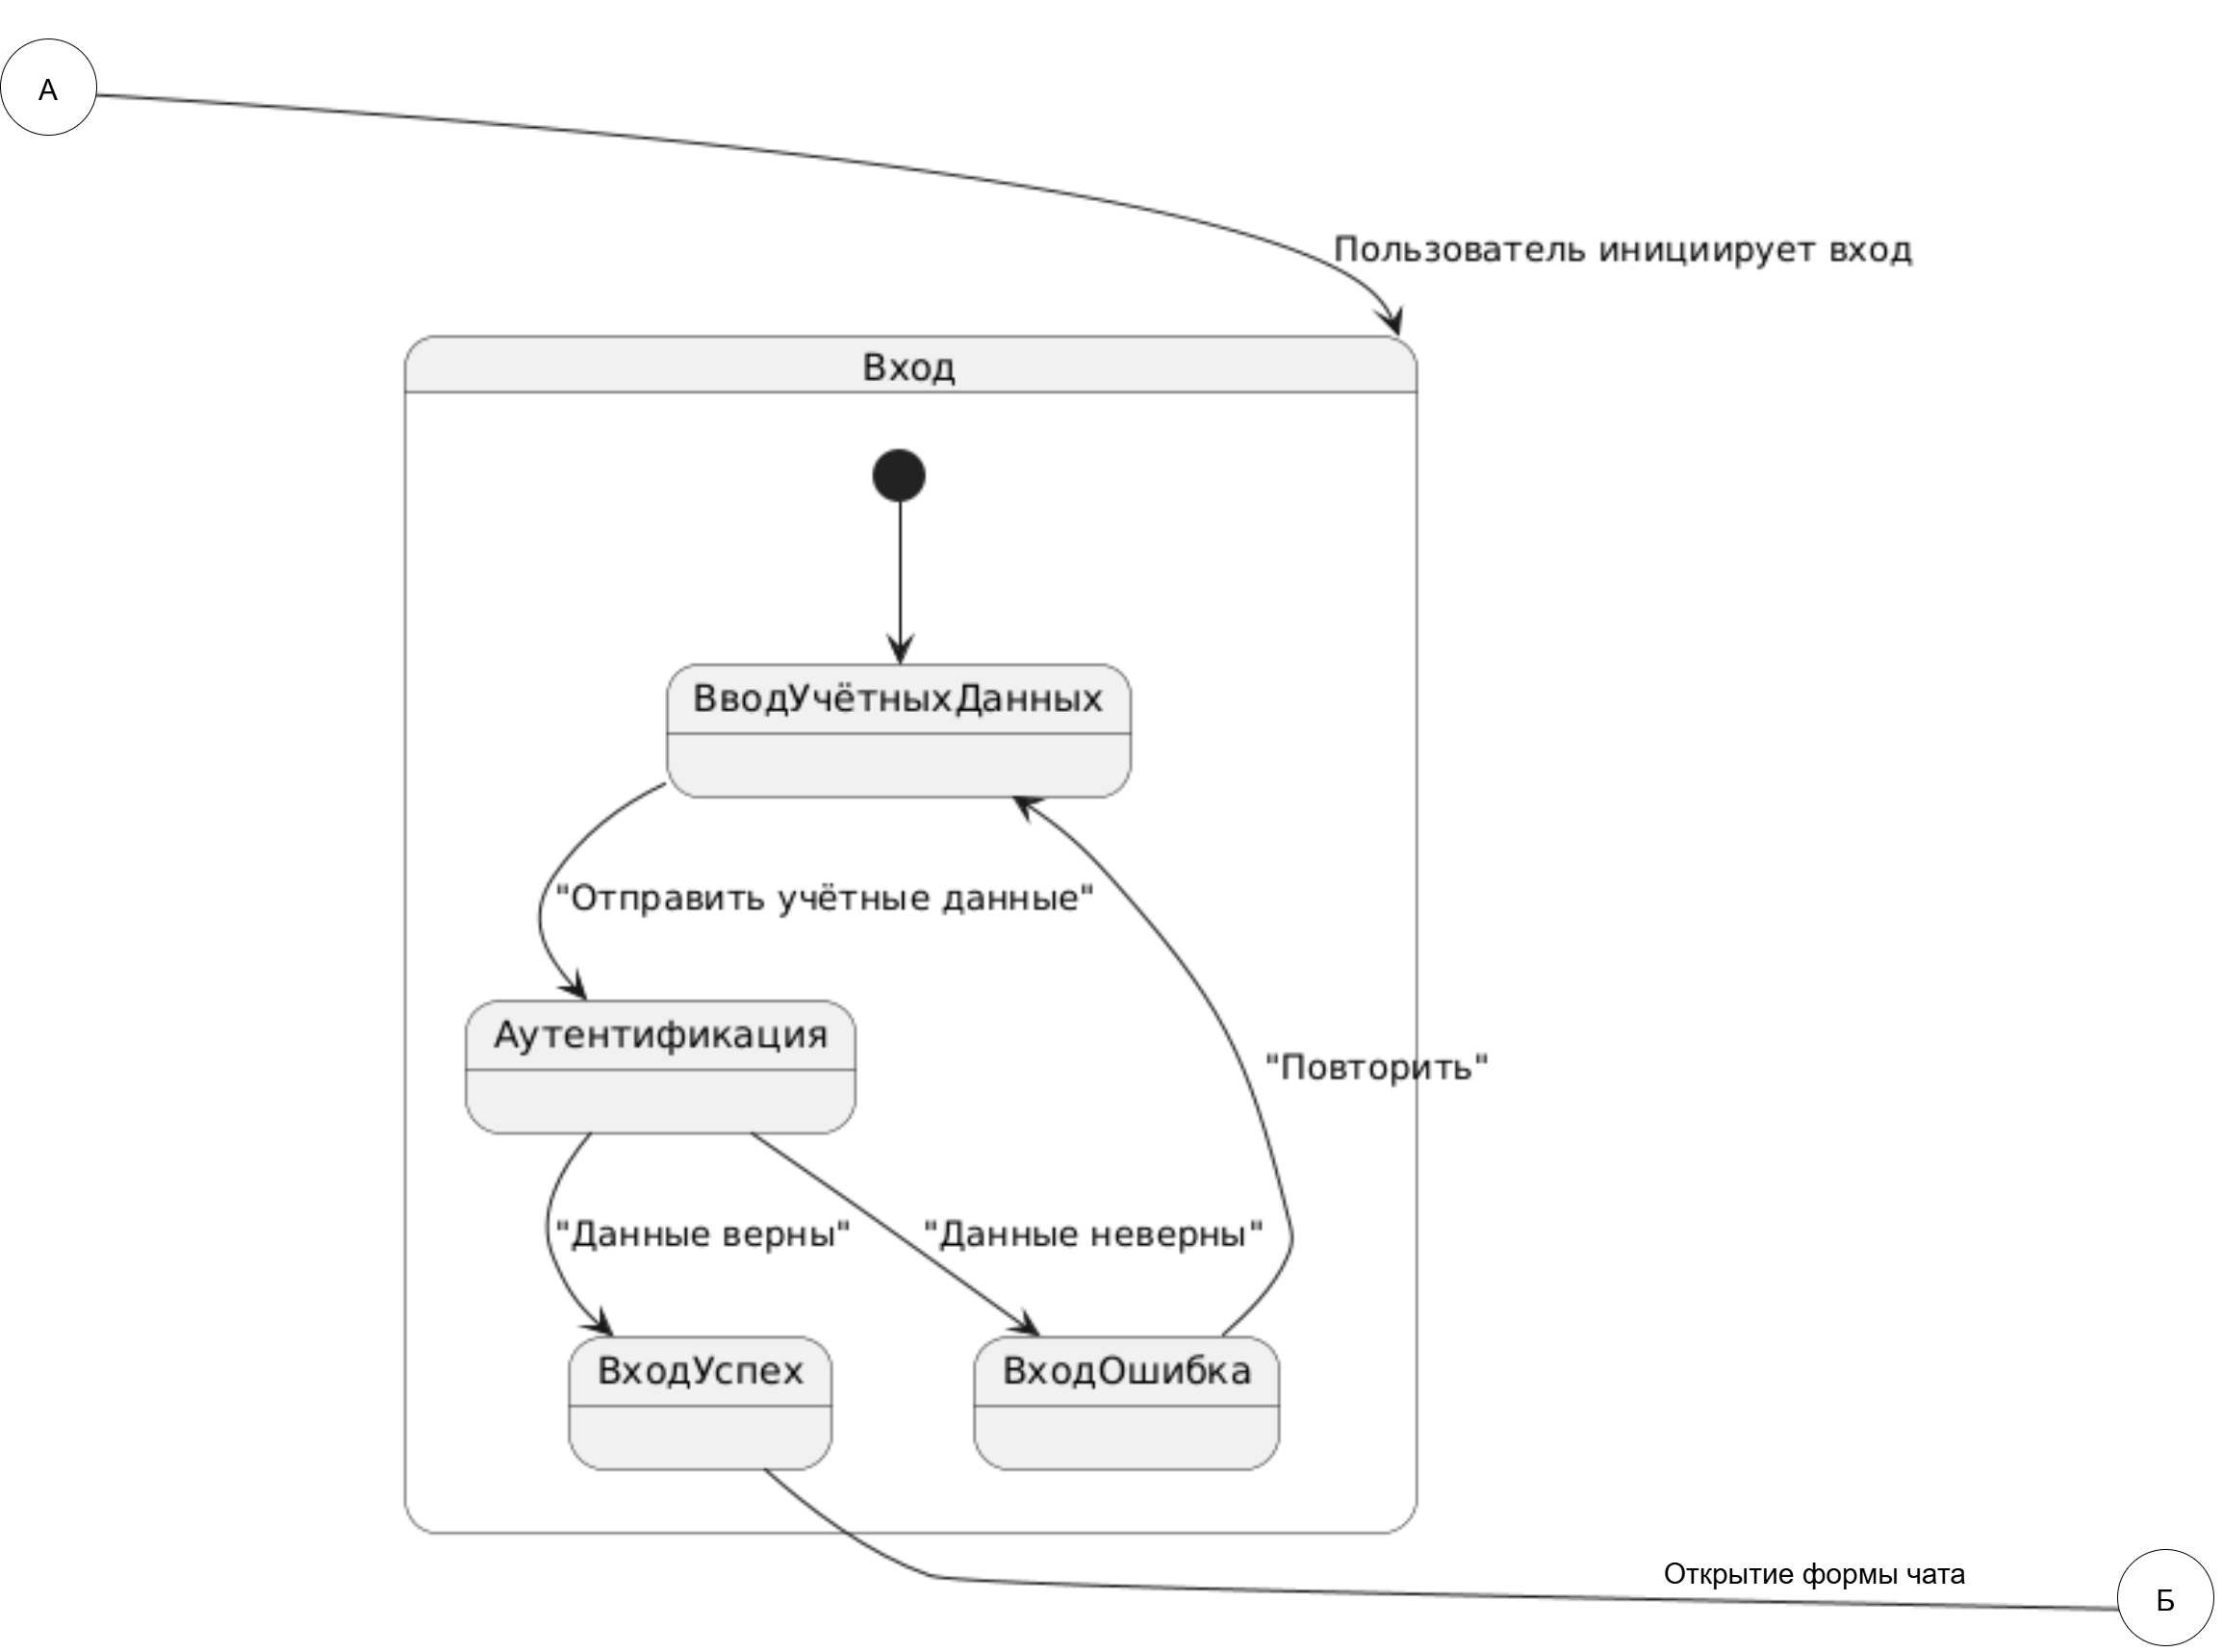 А
Пользователь инициирует вход
Вход
ВводУчётныхДанных
"Отправить учётные данные"
Аутентификация
"Повторить"
"Данные верны"
"Данные неверны"
ВходУспех
ВходОшибка
Открытие формы чата
Б